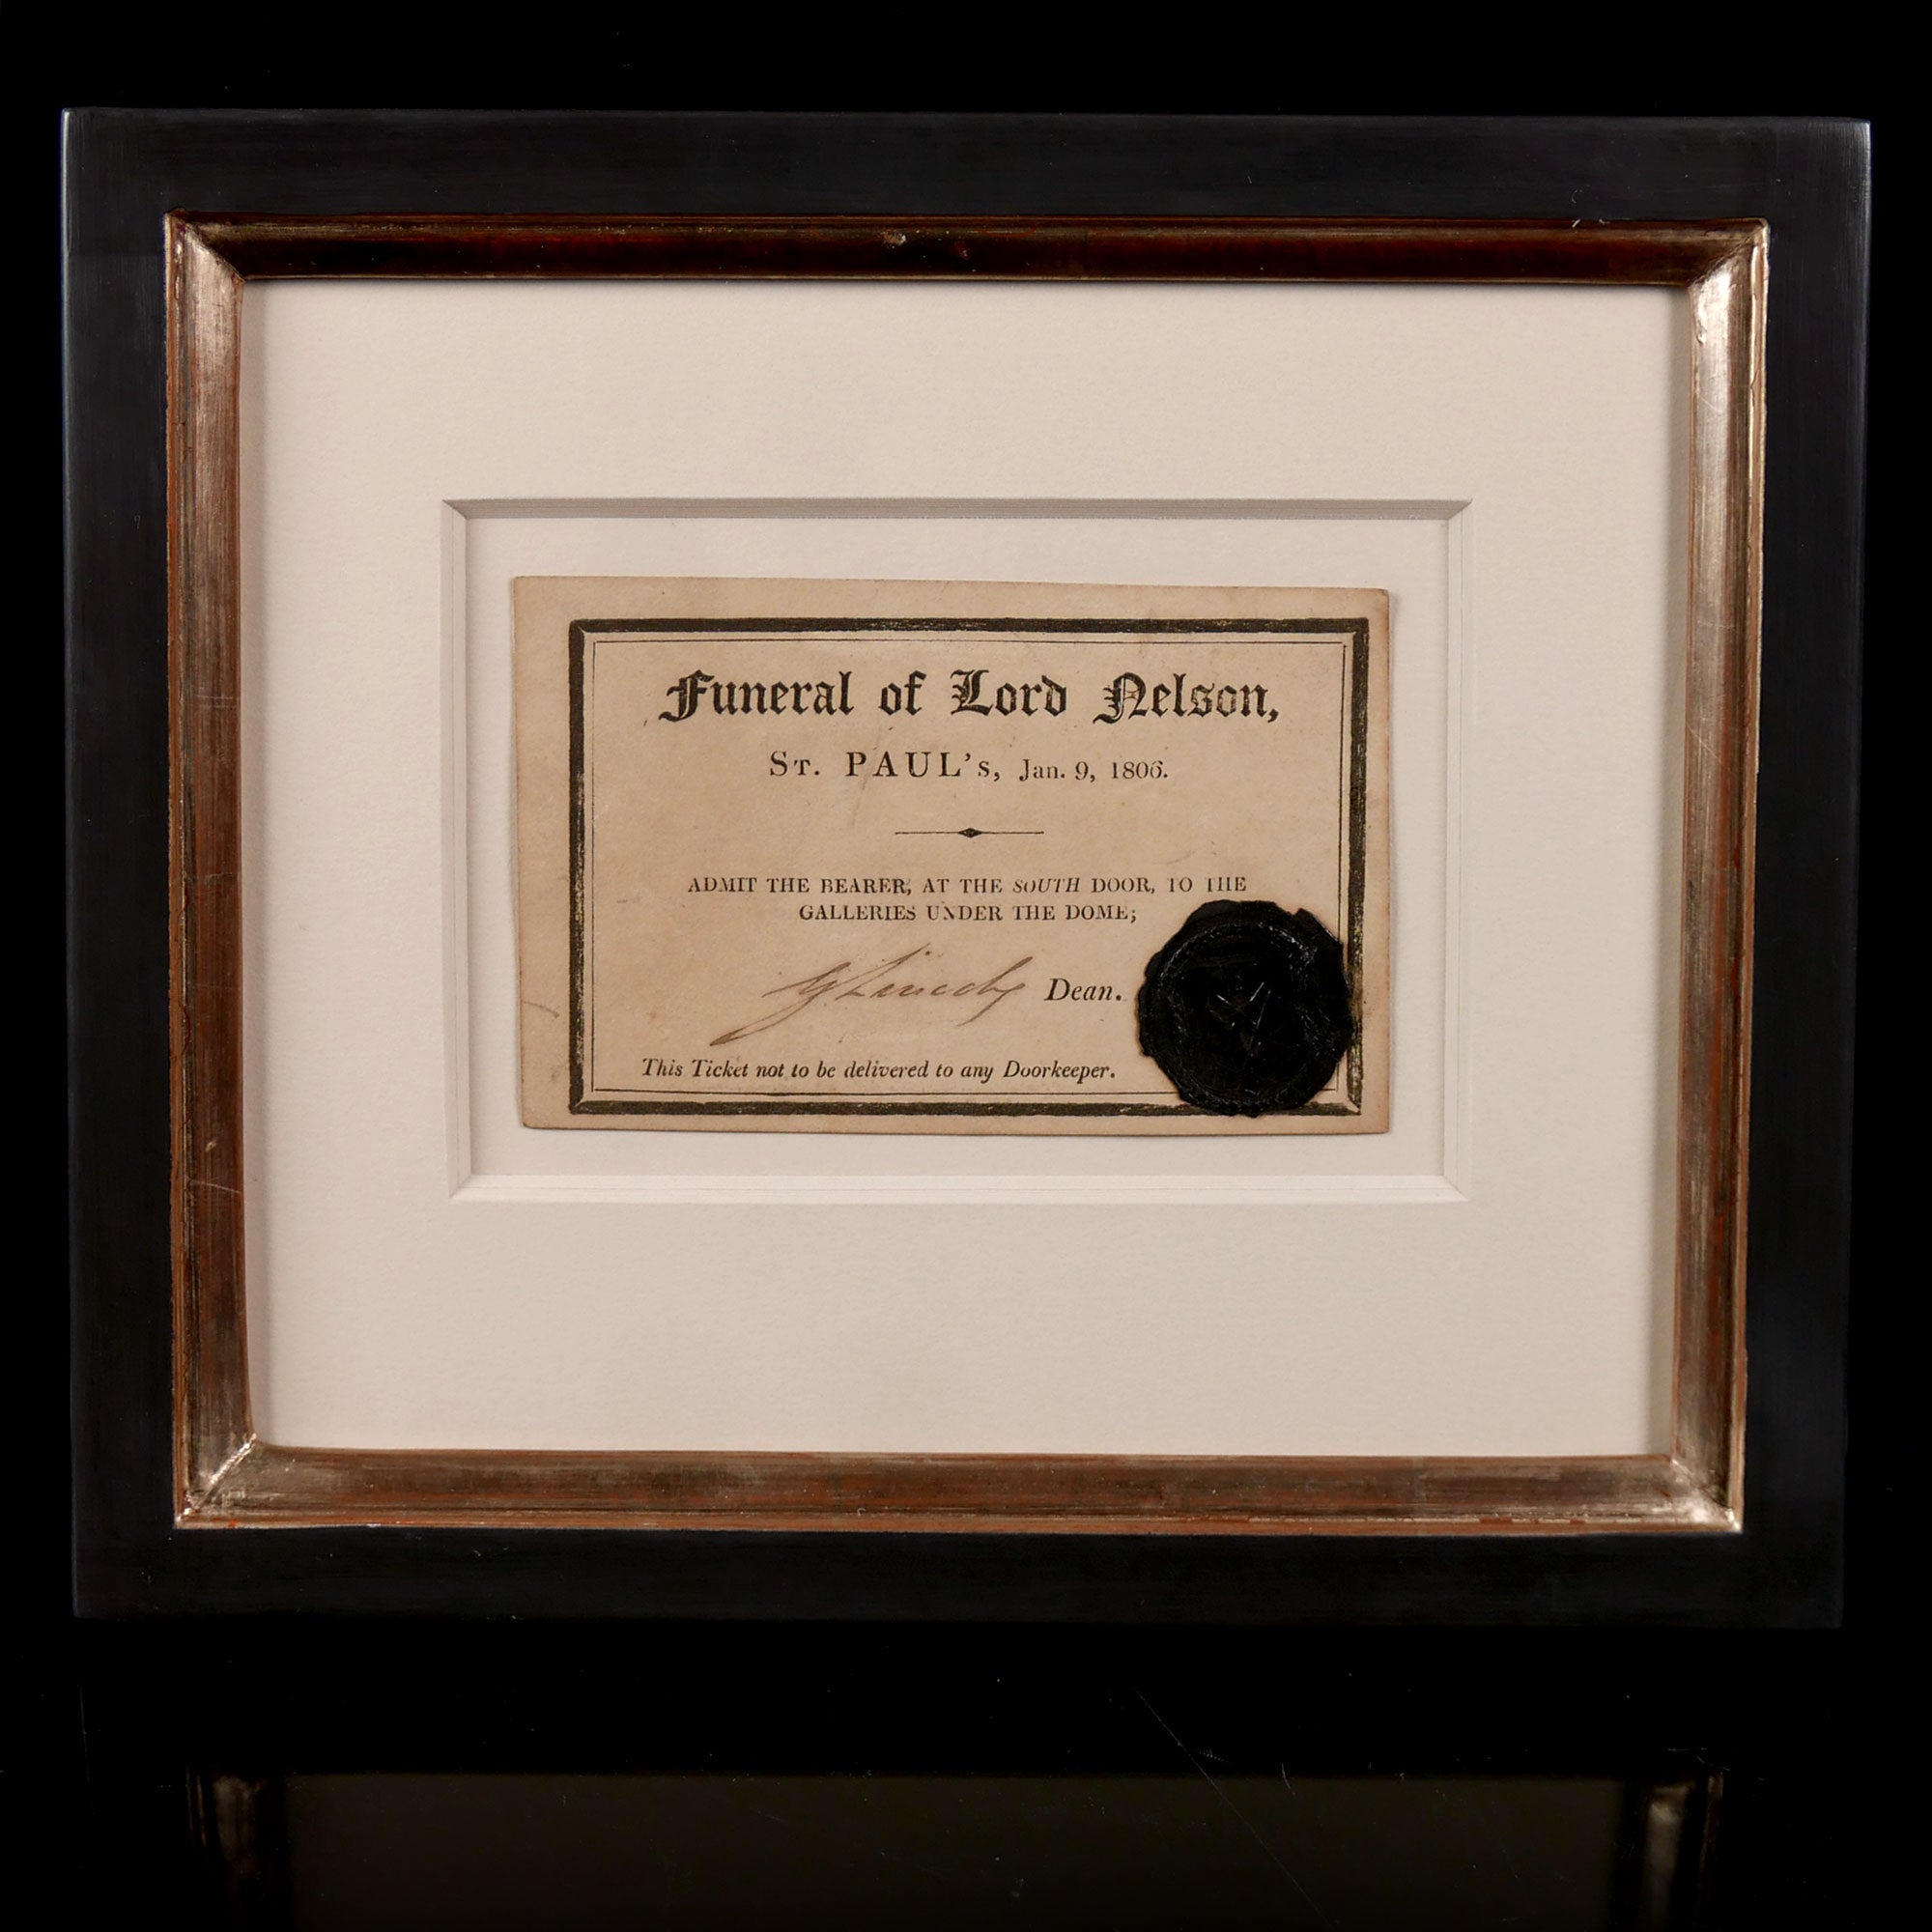 Funeral of Lord Nelson,
St. PAUL's, Jan. 9, 1806.
ADMIT THE BEARER, AT THE SOUTH DOOR, TO THE
GALLERIES UNDER THE DOME;
Dean.
This Ticket not to be delivered to any Doorkeeper.